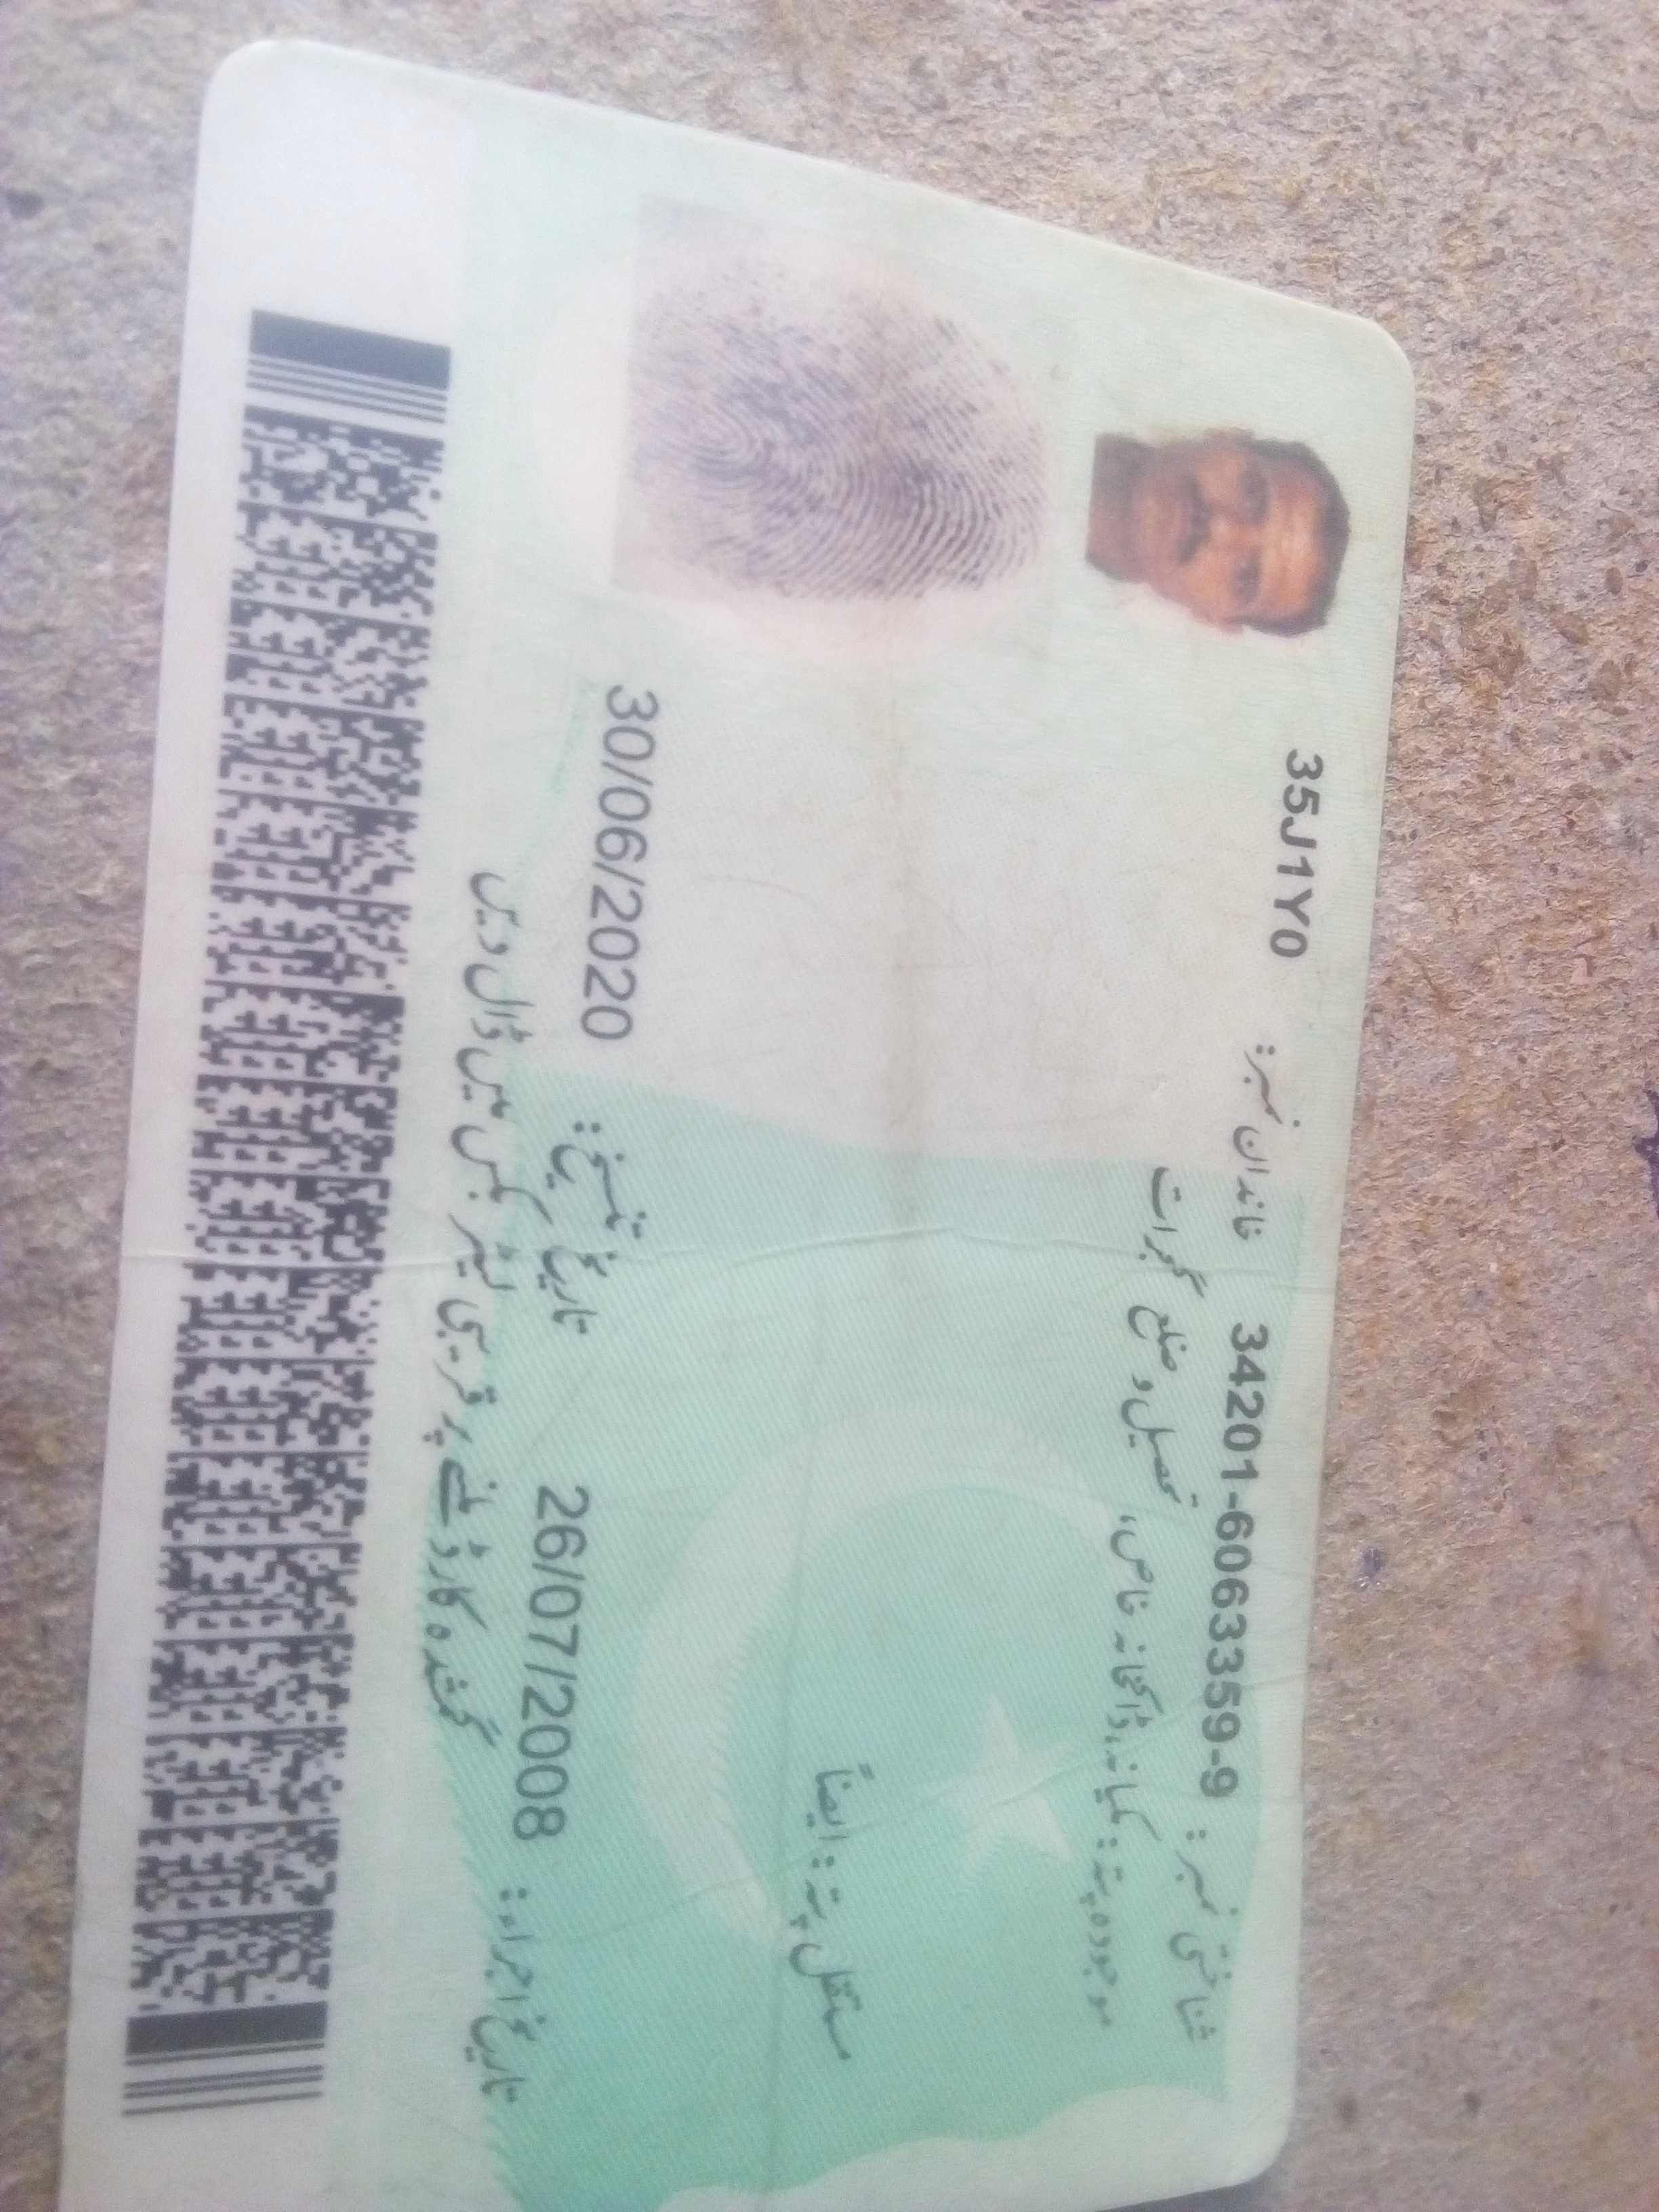 شناختی نمبر: 34201-6063359-9 خاندان نمبر: 35J1Y0
موجودہ پتہ: کمپانہ، ڈاکخانہ خاص، تحصیل و ضلع گجرات
مستقل پتہ: ایضاً
تاریخ اجراء: 26/07/2008 تاریخ تنسیخ: 30/06/2020
گمشدہ کارڈ ملنے پر قریبی لیٹر بکس میں ڈال دیں